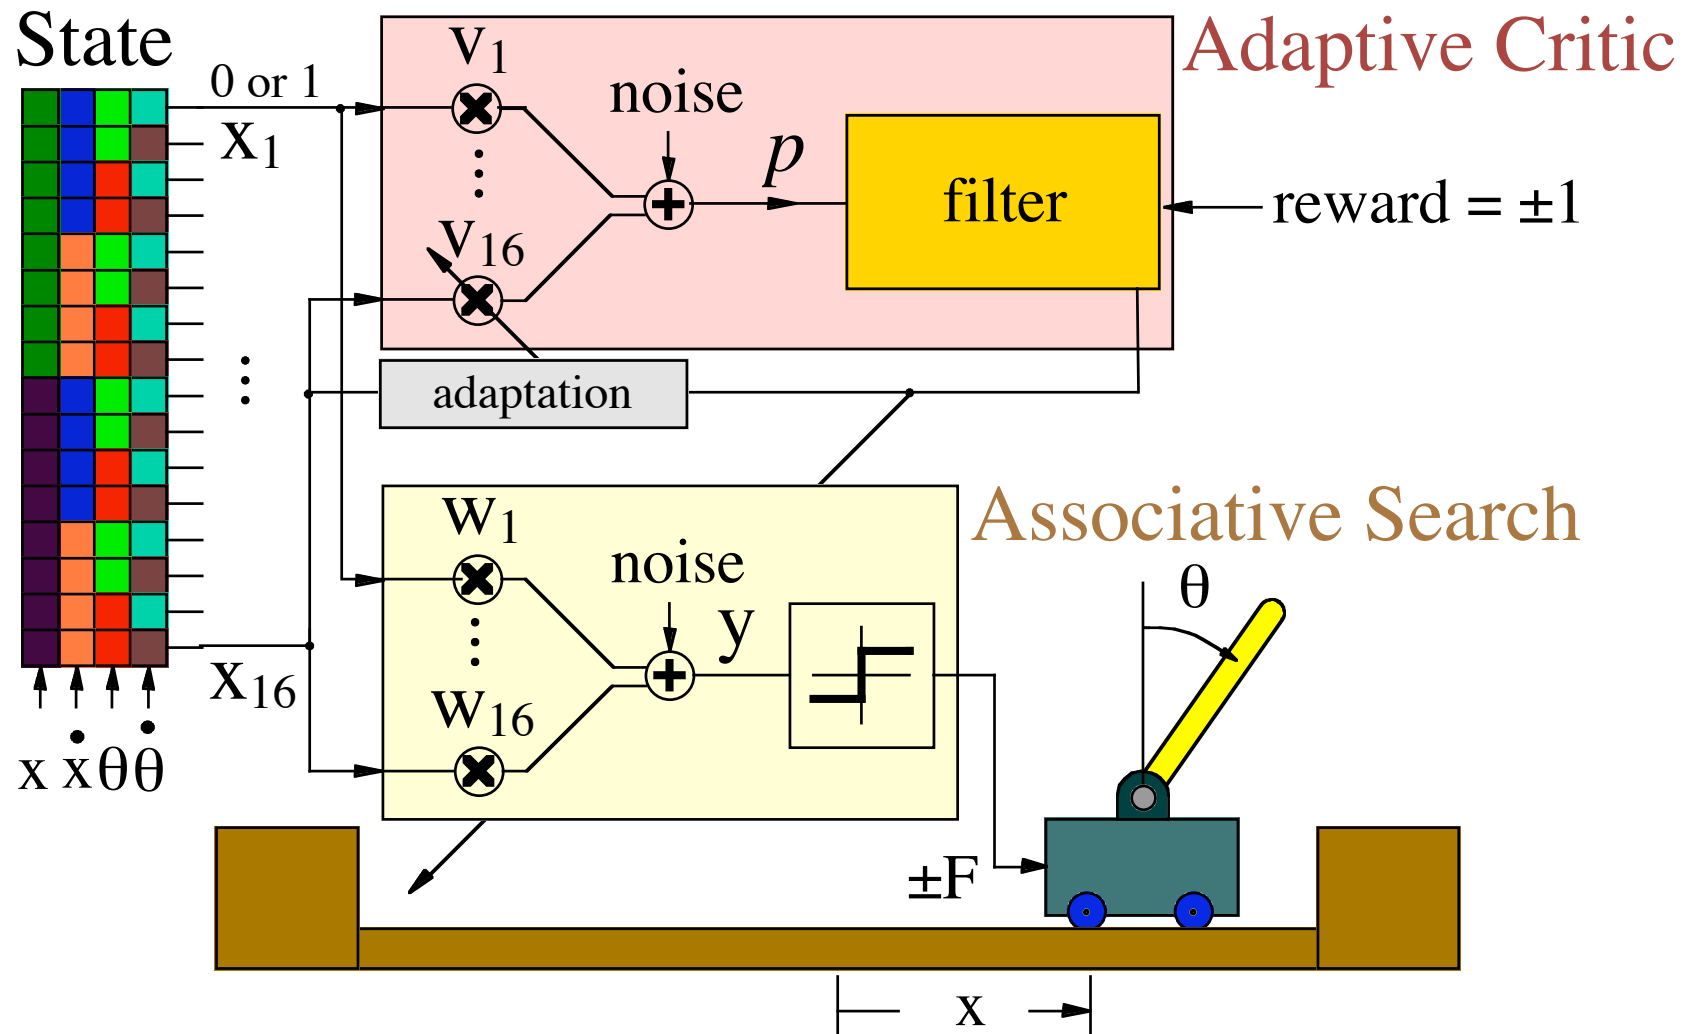 State
Adaptive Critic
0 or 1
x1
v1
noise
p
filter
reward = ±1
v16
adaptation
Associative Search
w1
noise
y
w16
x16
x ẋ θ θ̇
θ
±F
x